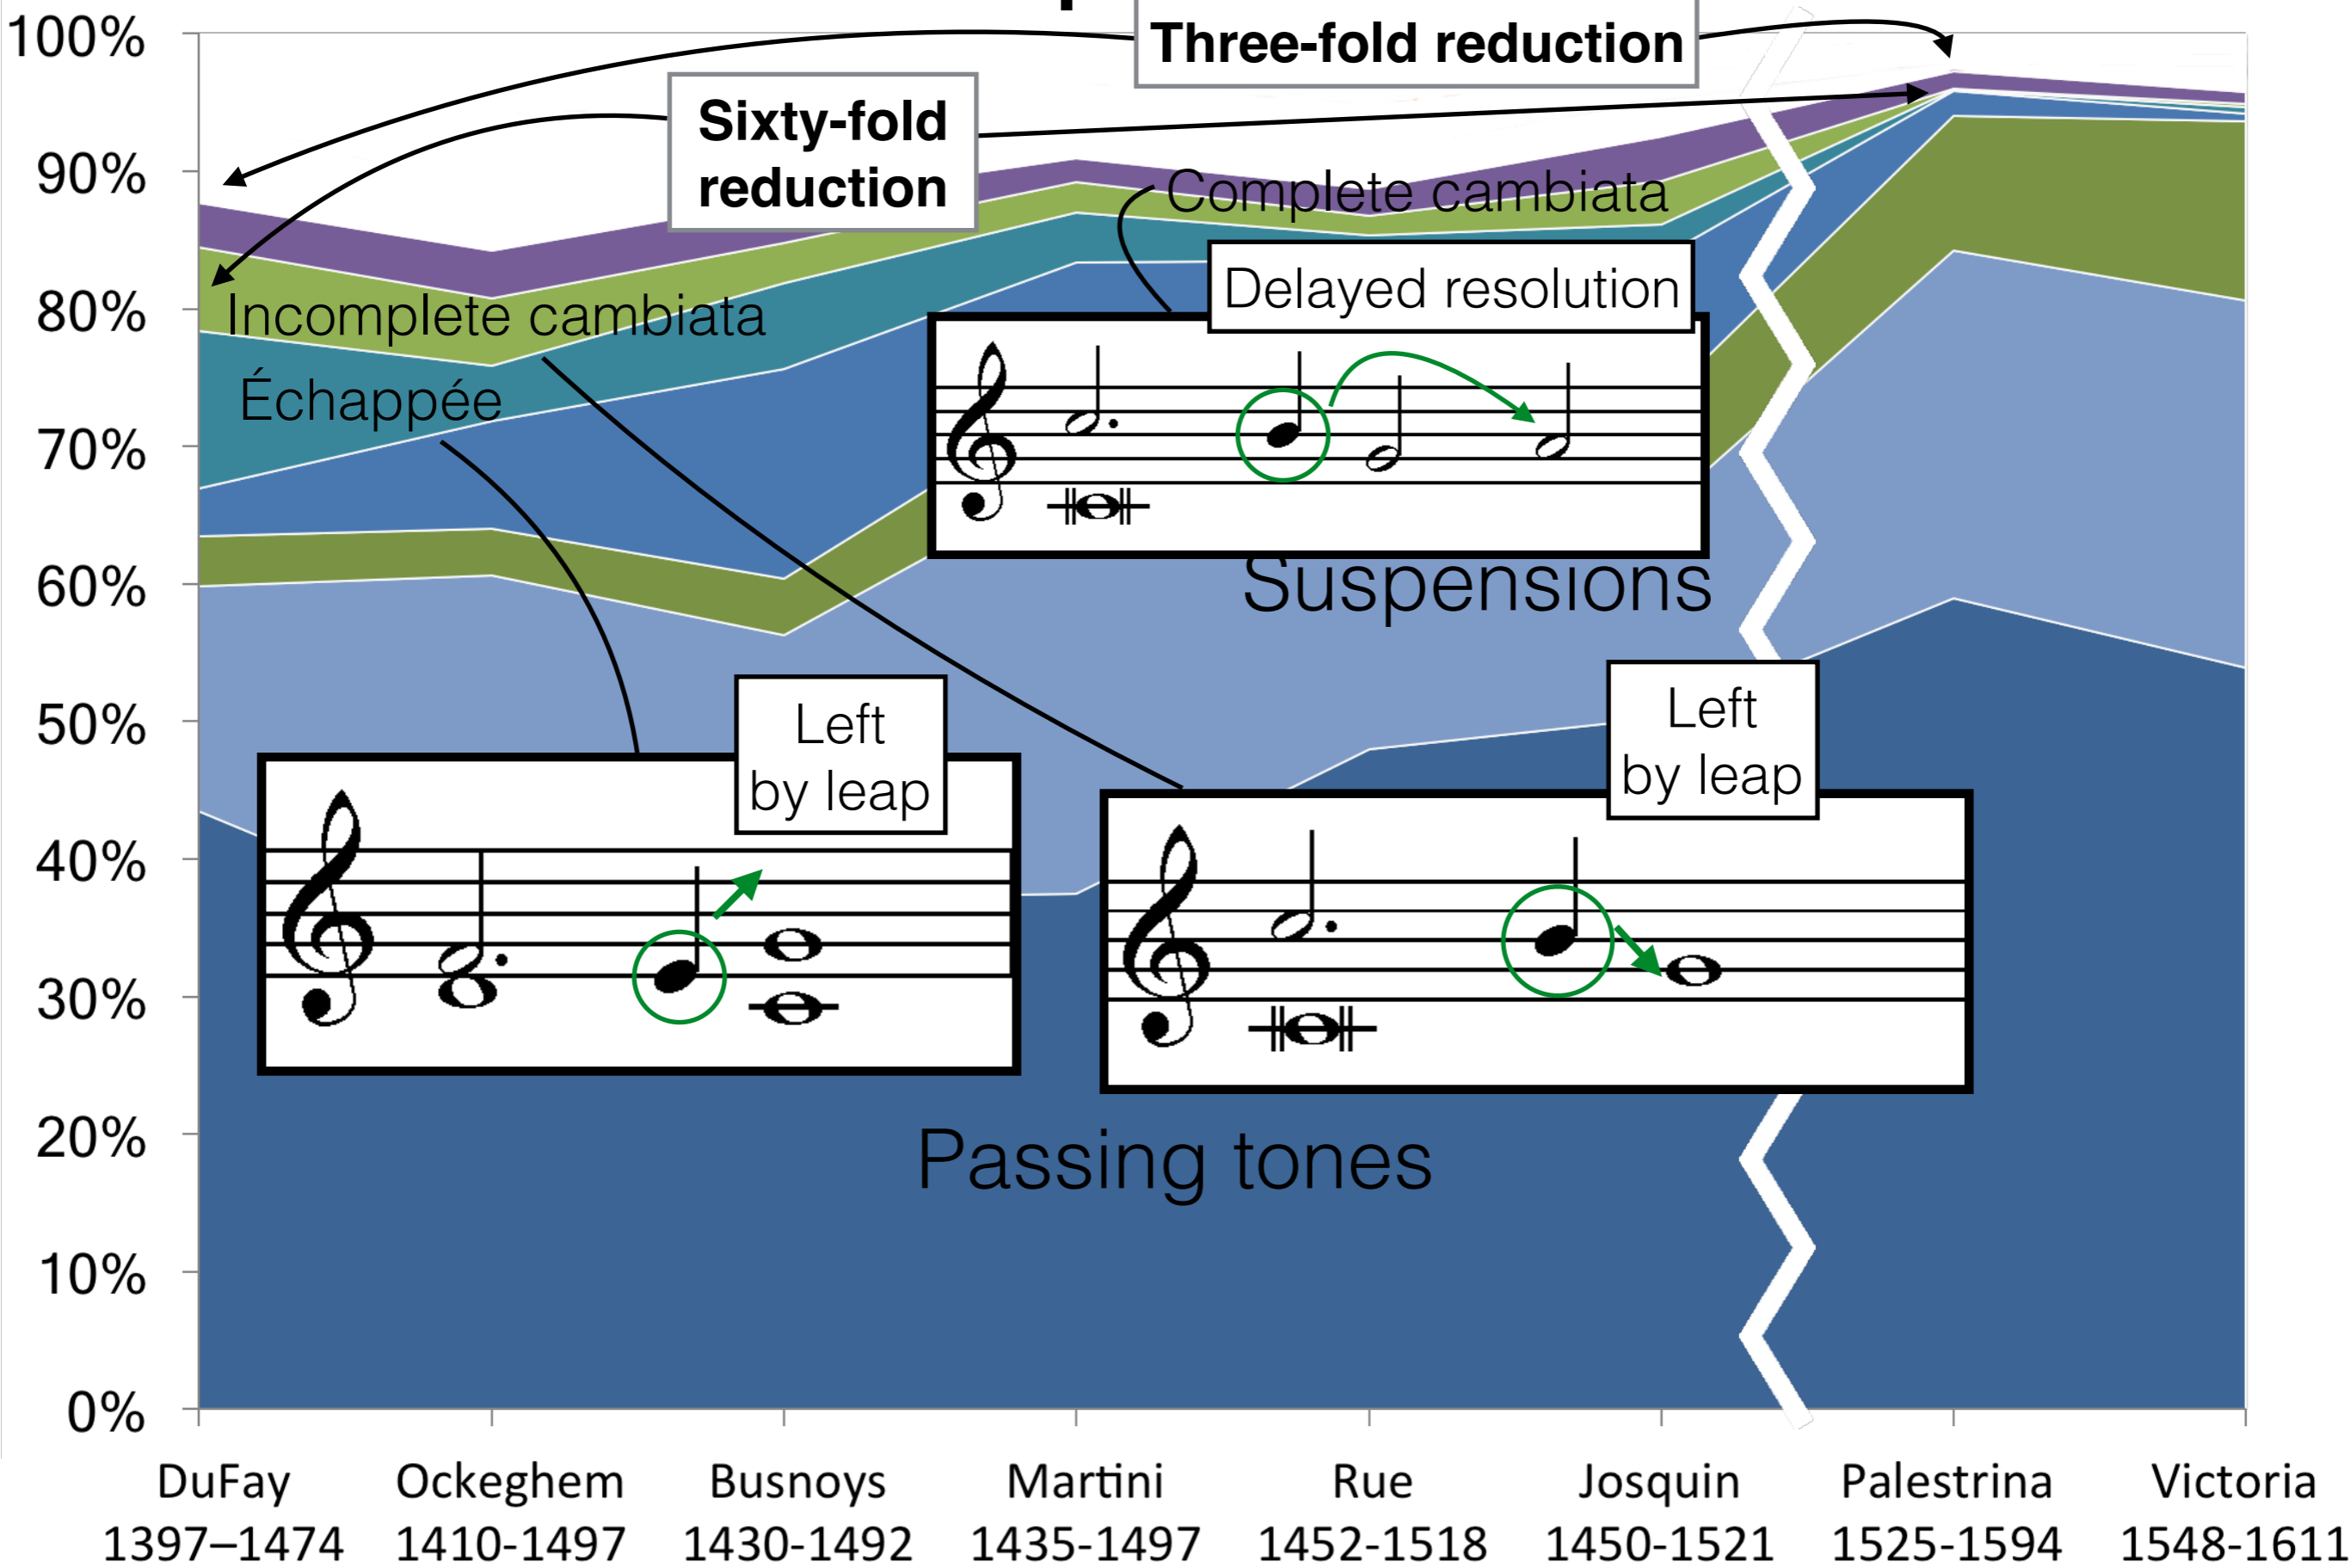 Three-fold reduction
Sixty-fold
reduction
100%
90%
80%
70%
60%
50%
40%
30%
20%
10%
0%
Complete cambiata
Delayed resolution
Incomplete cambiata
Échappée
Suspensions
Left
by leap
Left
by leap
Passing tones
DuFay
1397–1474
Ockeghem
1410-1497
Busnoys
1430-1492
Martini
1435-1497
Rue
1452-1518
Josquin
1450-1521
Palestrina
1525-1594
Victoria
1548-1611